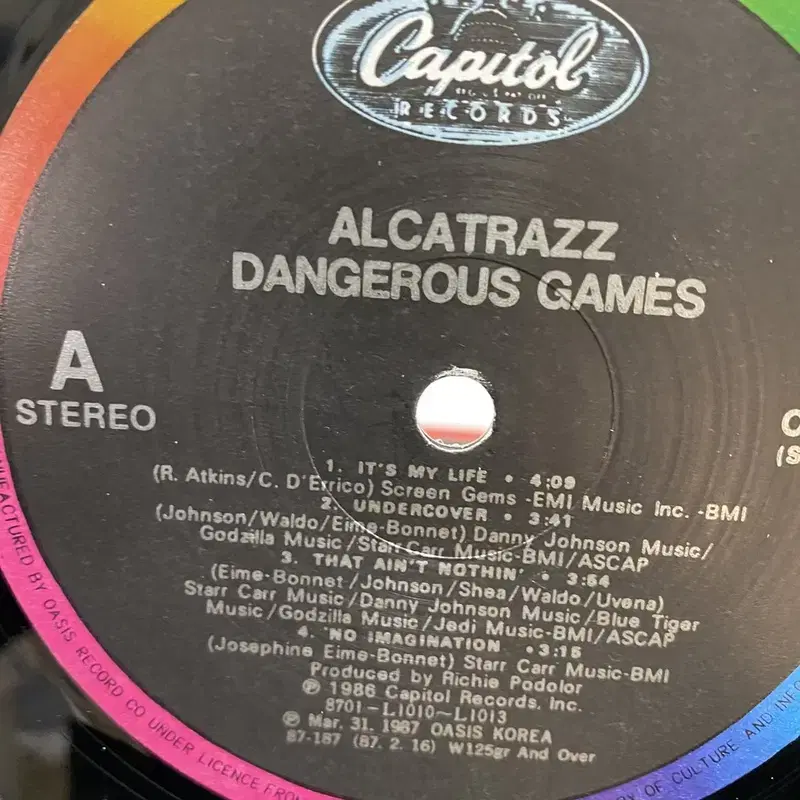 Capitol
RECORDS
ALCATRAZZ
DANGEROUS GAMES
A
STEREO
1. IT'S MY LIFE • 4:09
(R. Atkins/C. D'Errico) Screen Gems -EMI Music Inc. -BMI
2. UNDERCOVER • 3:41
(Johnson/Waldo/Eime-Bonnet) Danny Johnson Music/
Godzilla Music/Starr Carr Music-BMI/ASCAP
3. THAT AIN'T NOTHIN' • 3:54
(Eime-Bonnet/Johnson/Shea/Waldo/Uvena)
Starr Carr Music/Danny Johnson Music/Blue Tiger
Music/Godzilla Music/Jedi Music-BMI/ASCAP
4. NO IMAGINATION • 3:15
(Josephine Eime-Bonnet) Starr Carr Music-BMI
Produced by Richie Podolor
℗ 1986 Capitol Records, Inc.
8701-L1010~L1013
℗ Mar. 31. 1987 OASIS KOREA
87-187 (87. 2. 16) W125gr And Over
BY OASIS RECORD CO UNDER LICENCE FROM
OF CULTURE AND